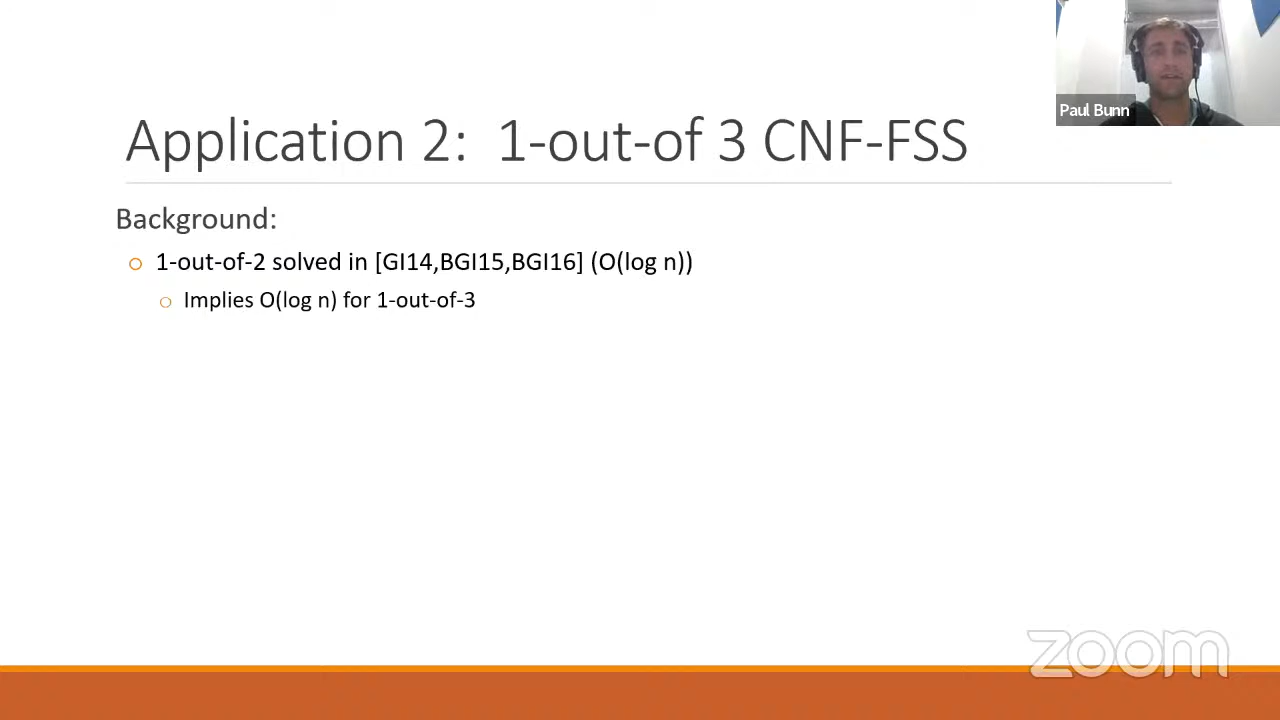 Paul Bunn
Application 2: 1-out-of 3 CNF-FSS
Background:
1-out-of-2 solved in [GI14,BGI15,BGI16] (O(log n))
Implies O(log n) for 1-out-of-3
zoom